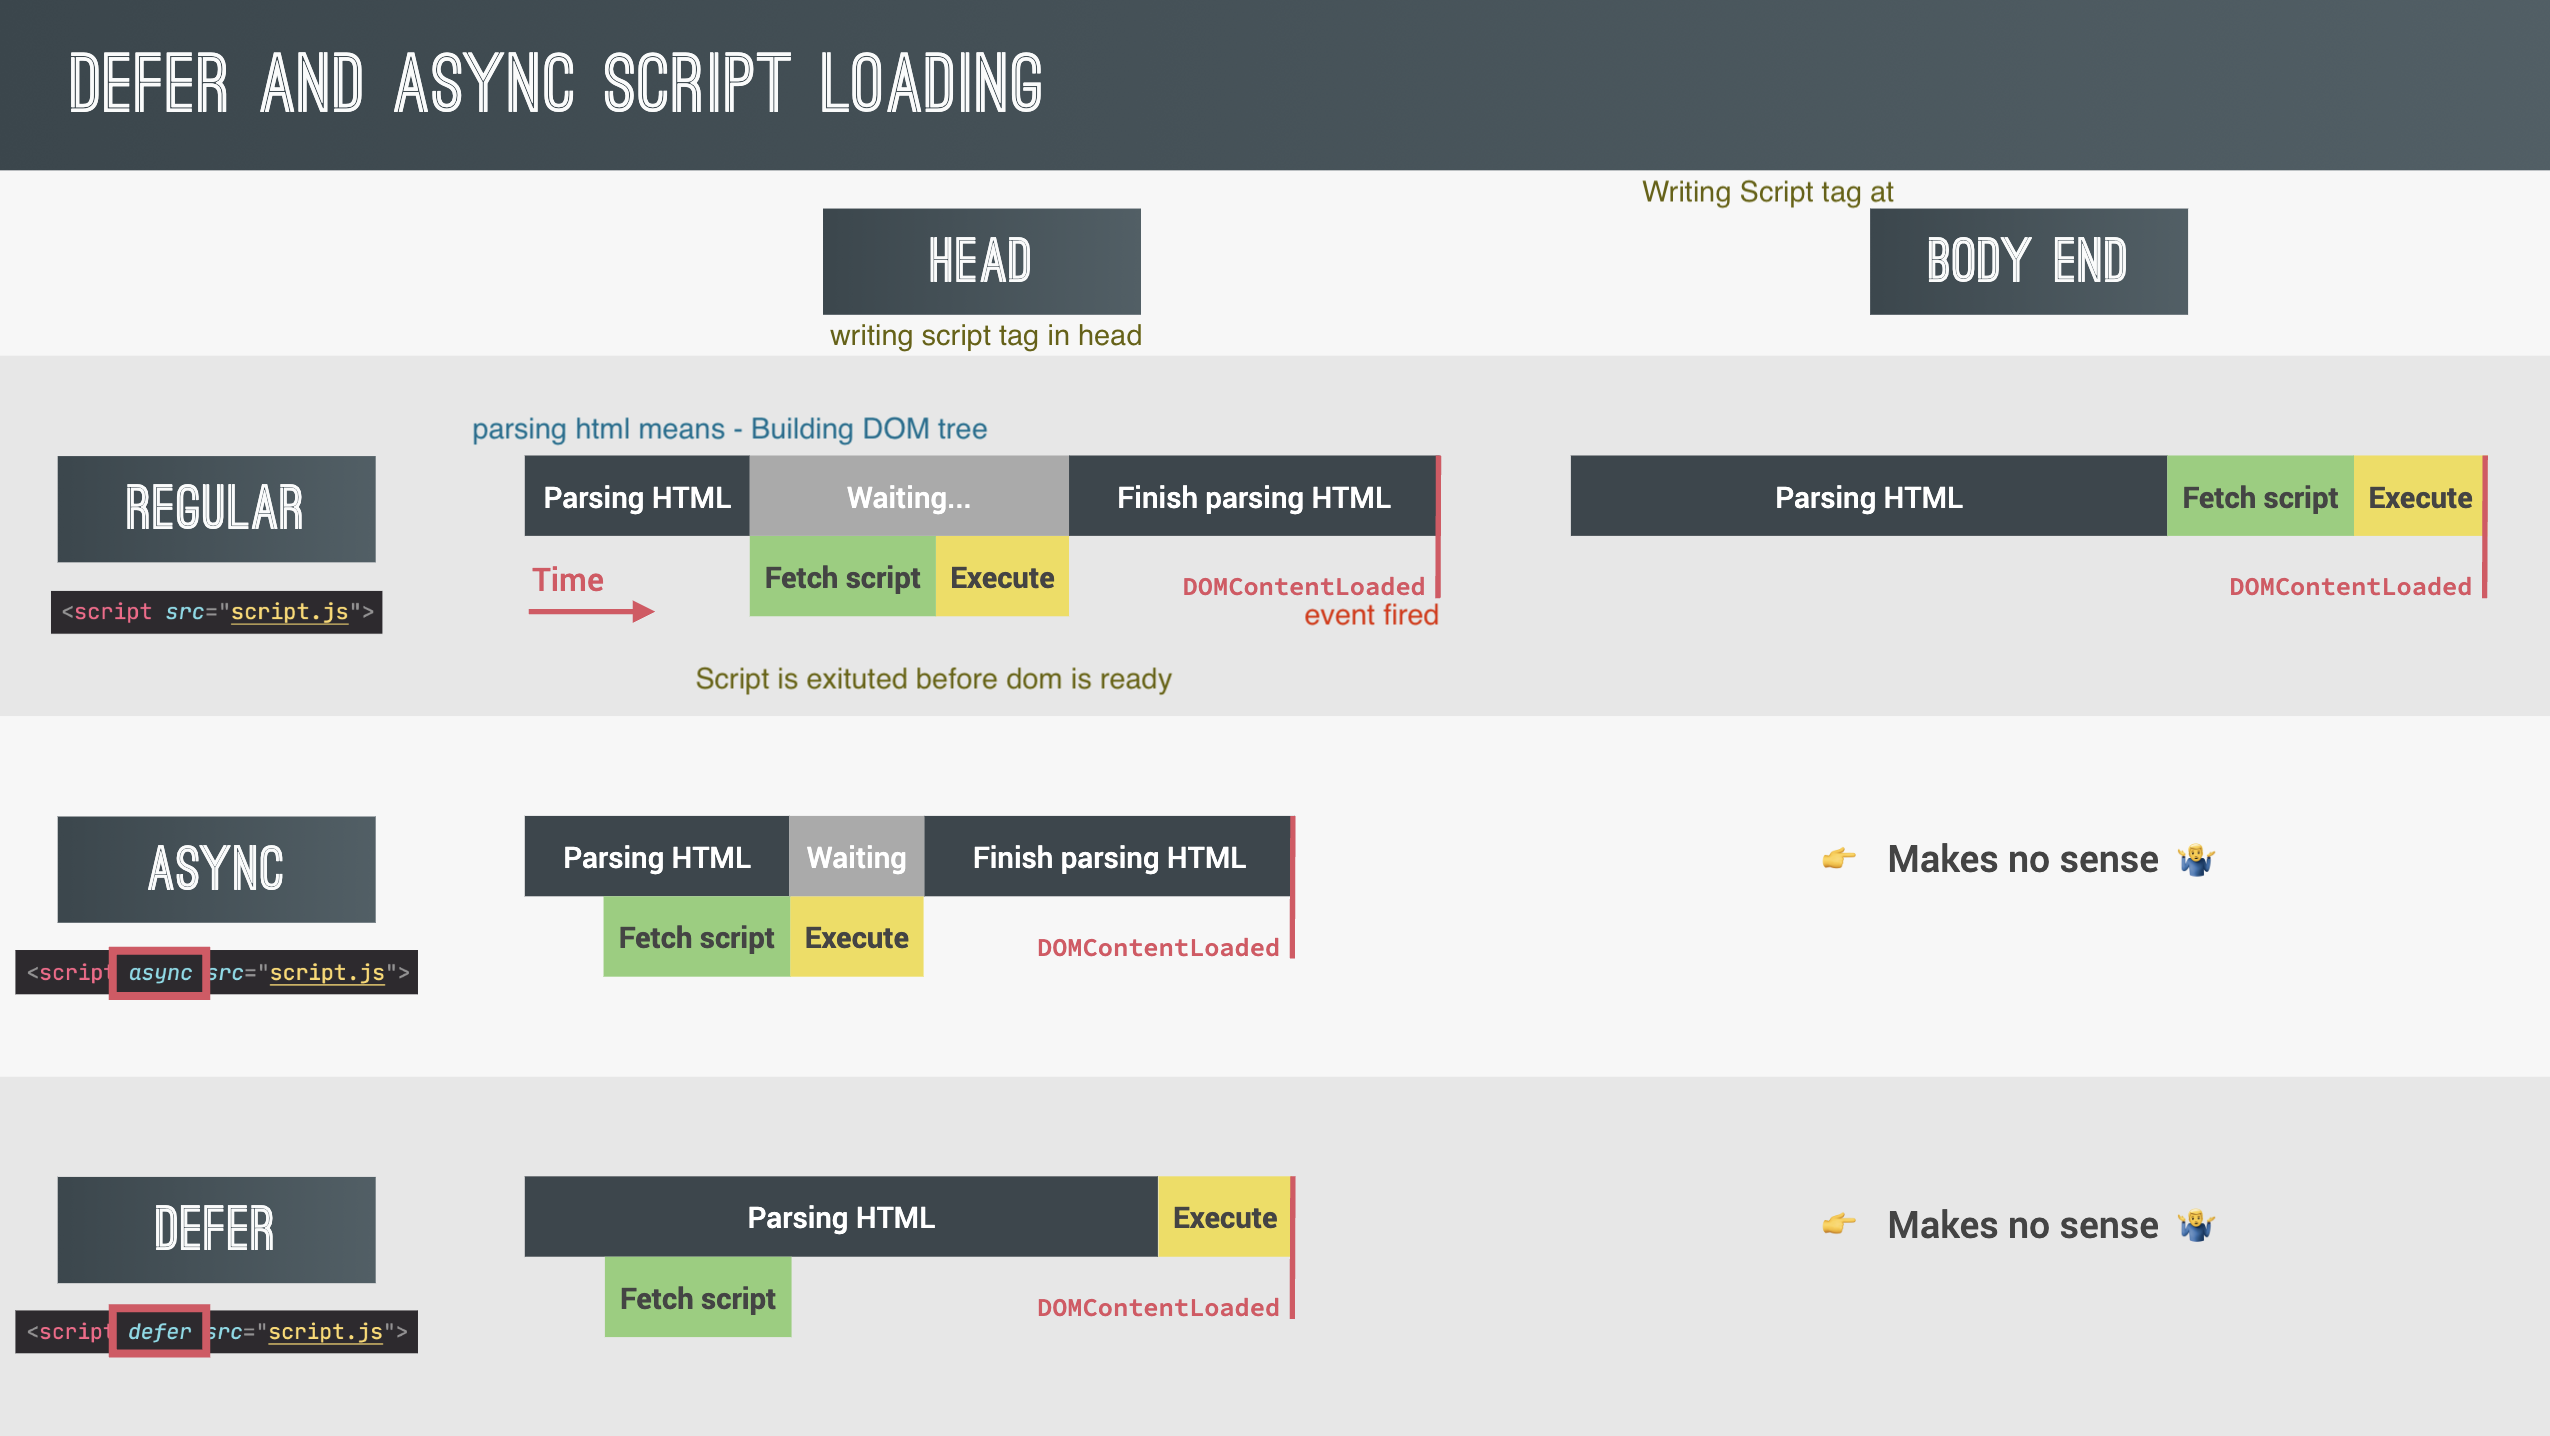 DEFER AND ASYNC SCRIPT LOADING
Writing Script tag at
HEAD
BODY END
writing script tag in head
parsing html means - Building DOM tree
REGULAR
<script src="script.js">
Parsing HTML
Waiting...
Finish parsing HTML
Time
Fetch script
Execute
DOMContentLoaded
event fired
Script is exituted before dom is ready
Parsing HTML
Fetch script
Execute
DOMContentLoaded
ASYNC
<script async src="script.js">
Parsing HTML
Waiting
Finish parsing HTML
Fetch script
Execute
DOMContentLoaded
👉 Makes no sense 🤷‍♂️
DEFER
<script defer src="script.js">
Parsing HTML
Execute
Fetch script
DOMContentLoaded
👉 Makes no sense 🤷‍♂️